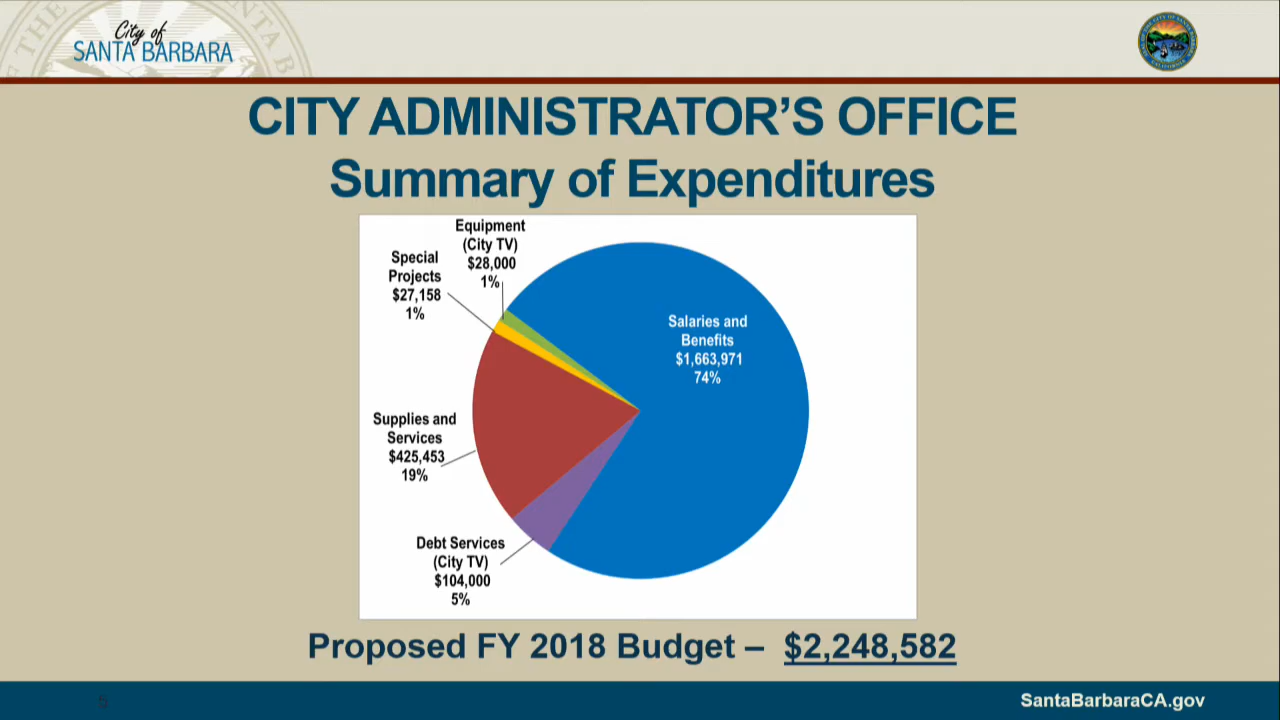 City of
SANTA BARBARA
CITY ADMINISTRATOR'S OFFICE
Summary of Expenditures
Equipment
(City TV)
$28,000
1%
Special
Projects
$27,158
1%
Salaries and
Benefits
$1,663,971
74%
Supplies and
Services
$425,453
19%
Debt Services
(City TV)
$104,000
5%
Proposed FY 2018 Budget – $2,248,582
5
SantaBarbaraCA.gov